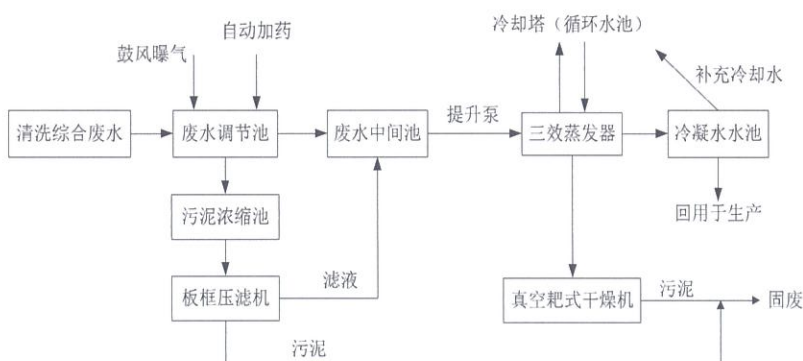 冷却塔（循环水池）
自动加药
鼓风曝气
补充冷却水
清洗综合废水
废水调节池
废水中间池
提升泵
三效蒸发器
冷凝水水池
污泥浓缩池
回用于生产
板框压滤机
滤液
真空耙式干燥机
污泥
固废
污泥